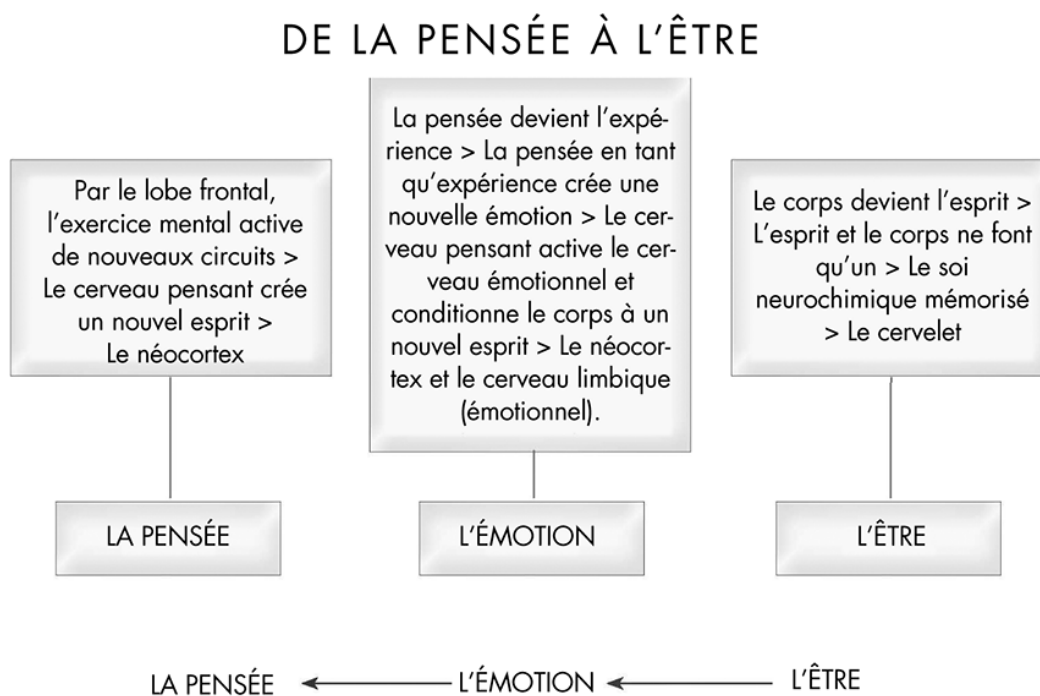 DE LA PENSÉE À L'ÊTRE
Par le lobe frontal,
l'exercice mental active
de nouveaux circuits >
Le cerveau pensant crée
un nouvel esprit >
Le néocortex
La pensée devient l'expé-
rience > La pensée en tant
qu'expérience crée une
nouvelle émotion > Le cer-
veau pensant active le cer-
veau émotionnel et
conditionne le corps à un
nouvel esprit > Le néocor-
tex et le cerveau limbique
(émotionnel).
Le corps devient l'esprit >
L'esprit et le corps ne font
qu'un > Le soi
neurochimique mémorisé
> Le cervelet
LA PENSÉE
L'ÉMOTION
L'ÊTRE
LA PENSÉE
L'ÉMOTION
L'ÊTRE